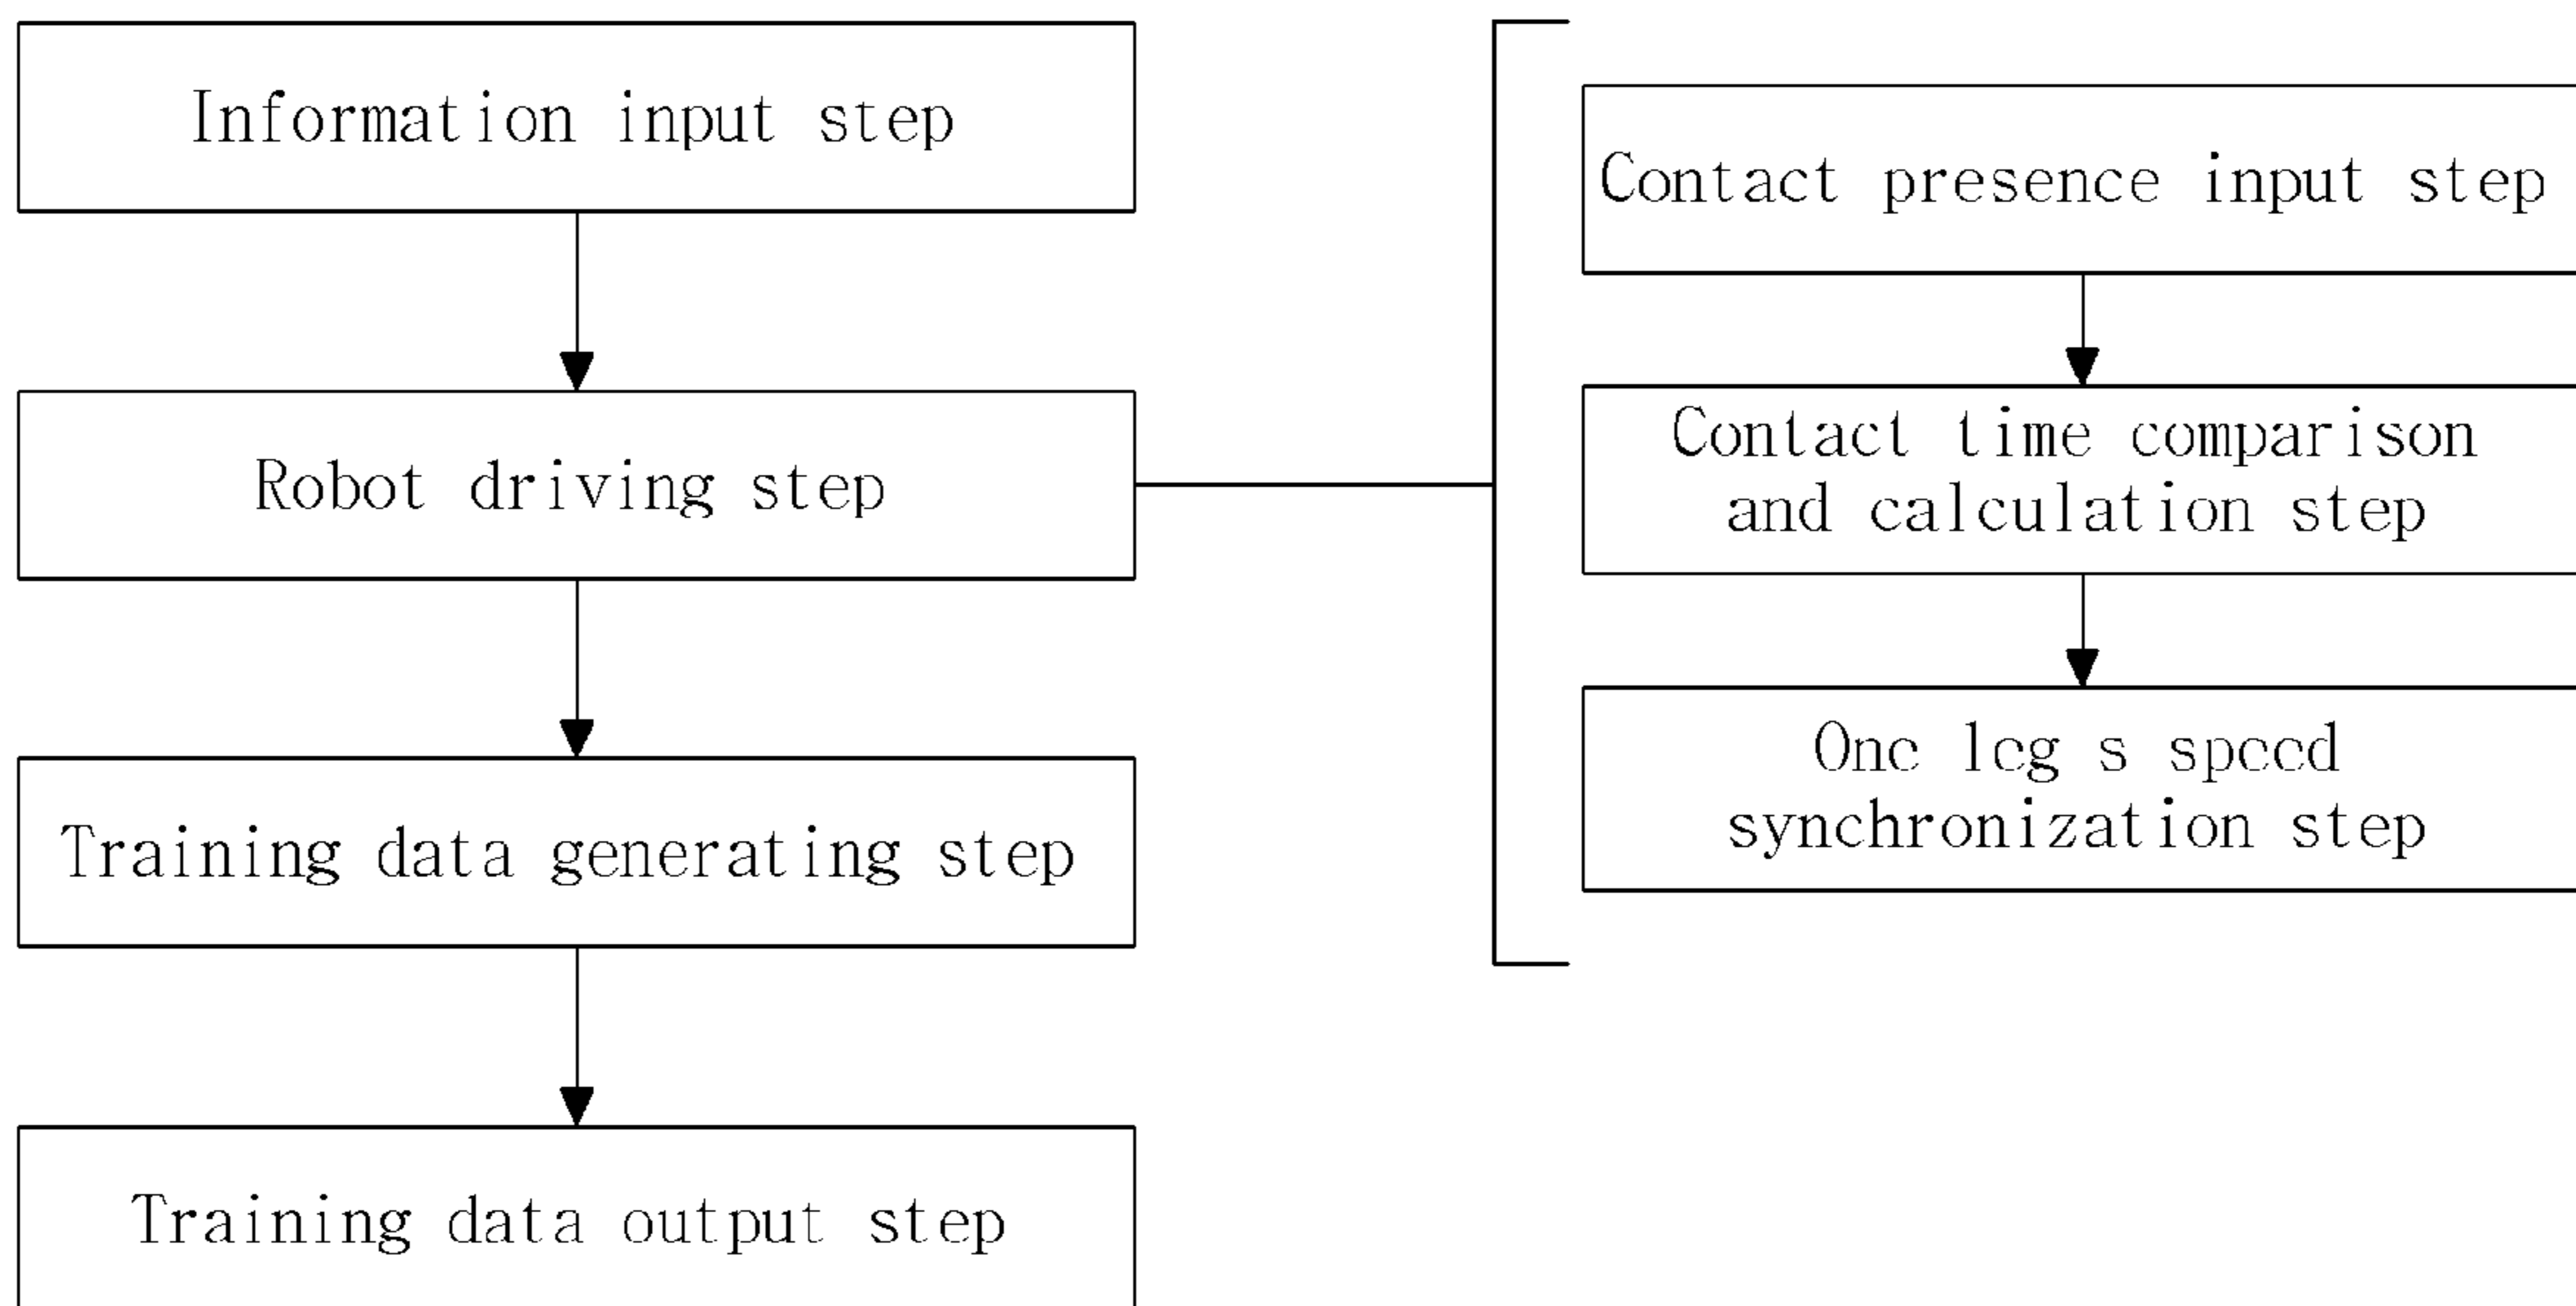 Information input step
Robot driving step
Training data generating step
Training data output step
Contact presence input step
Contact time comparison
and calculation step
One leg s speed
synchronization step